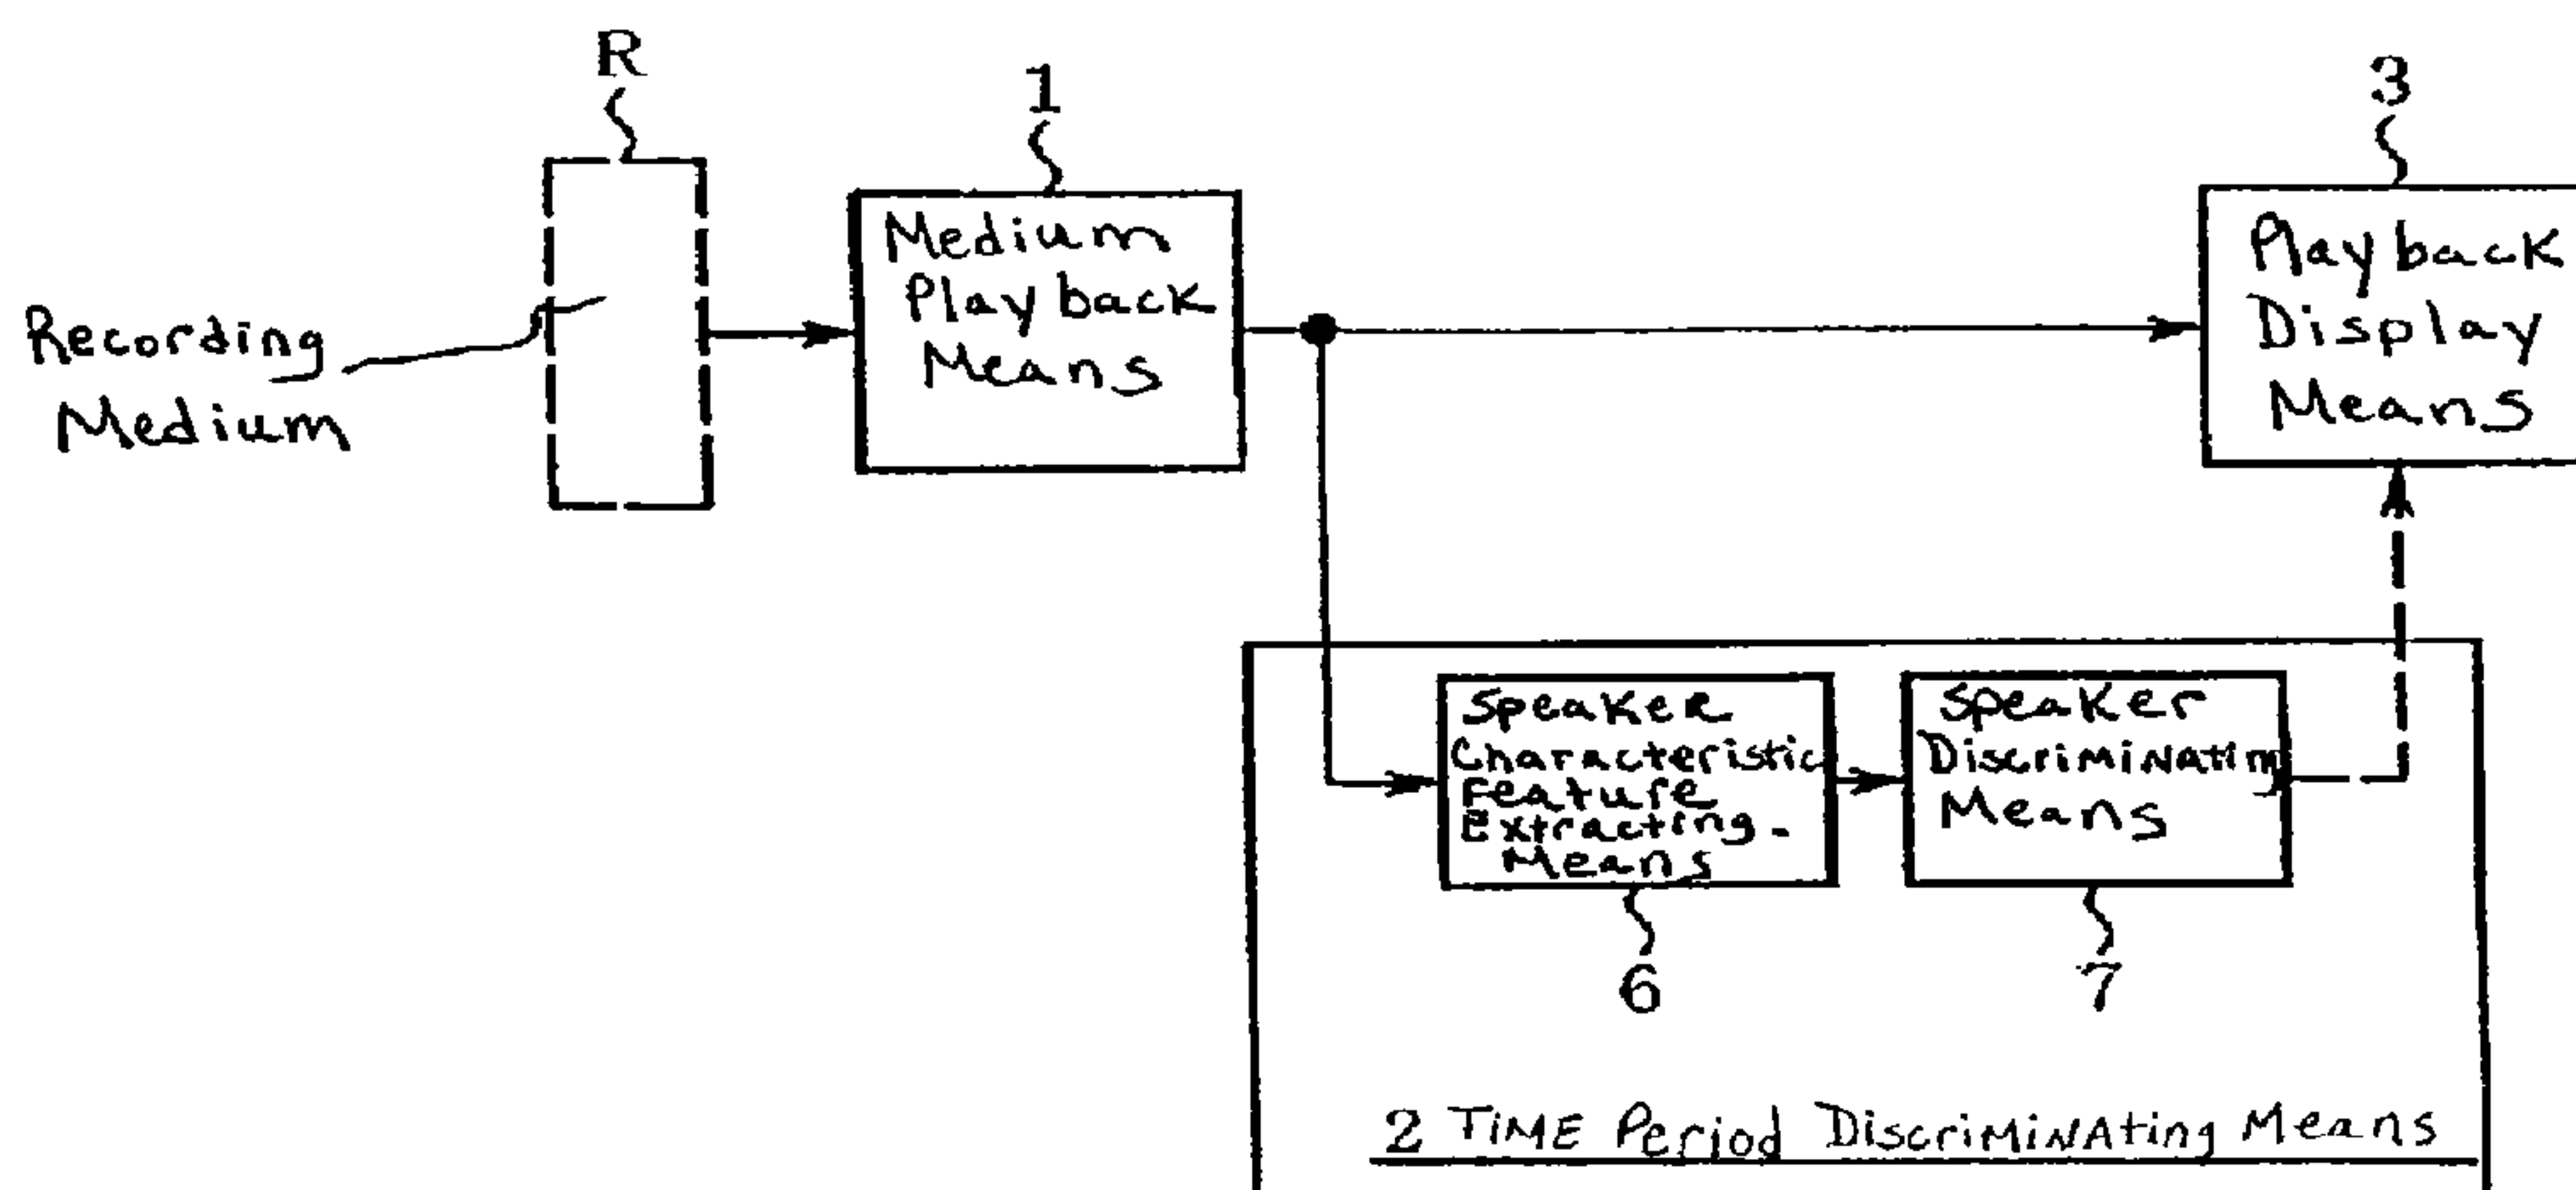 R
1
3
Recording
Medium
Medium
Playback
Means
Playback
Display
Means
Speaker
Characteristic
Feature
Extracting
Means
Speaker
Discriminating
Means
6
7
2 TIME Period Discriminating Means